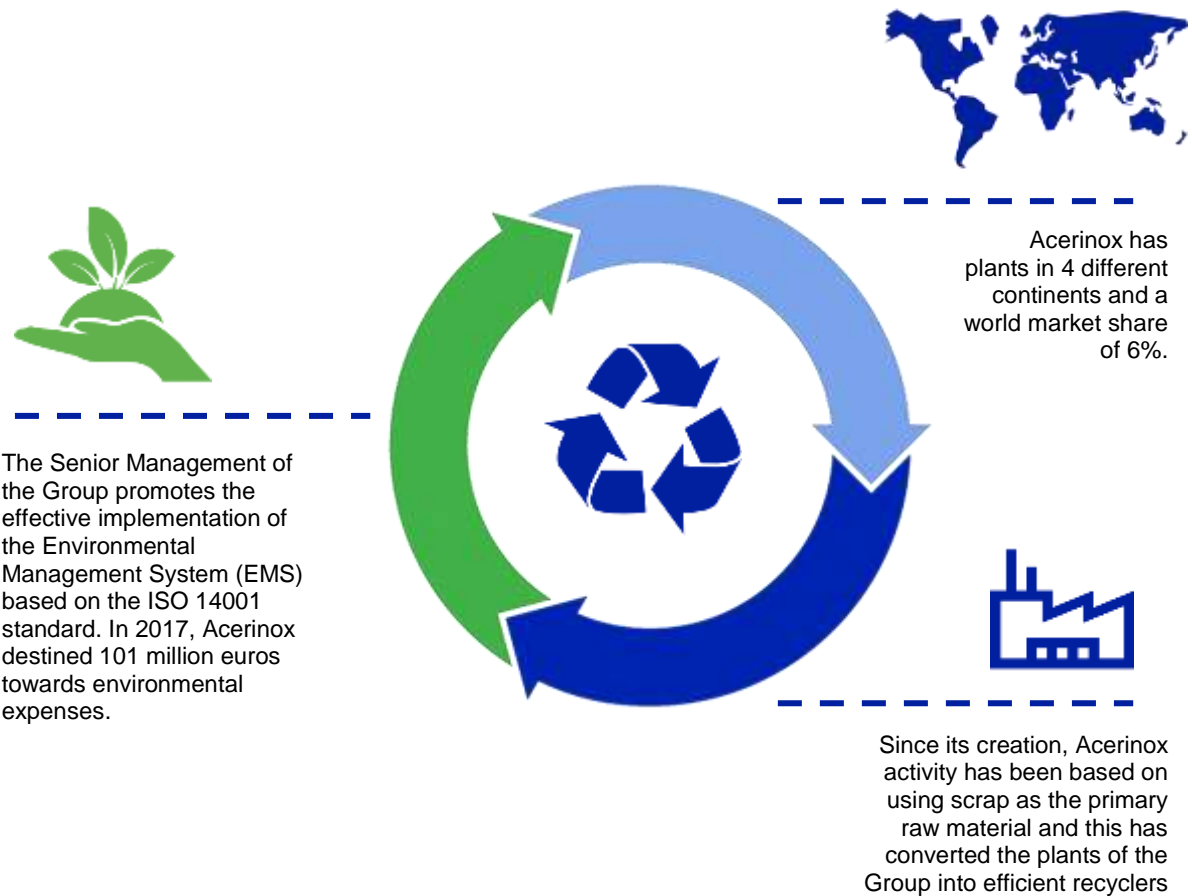 Acerinox has
plants in 4 different
continents and a
world market share
of 6%.
The Senior Management of
the Group promotes the
effective implementation of
the Environmental
Management System (EMS)
based on the ISO 14001
standard. In 2017, Acerinox
destined 101 million euros
towards environmental
expenses.
Since its creation, Acerinox
activity has been based on
using scrap as the primary
raw material and this has
converted the plants of the
Group into efficient recyclers